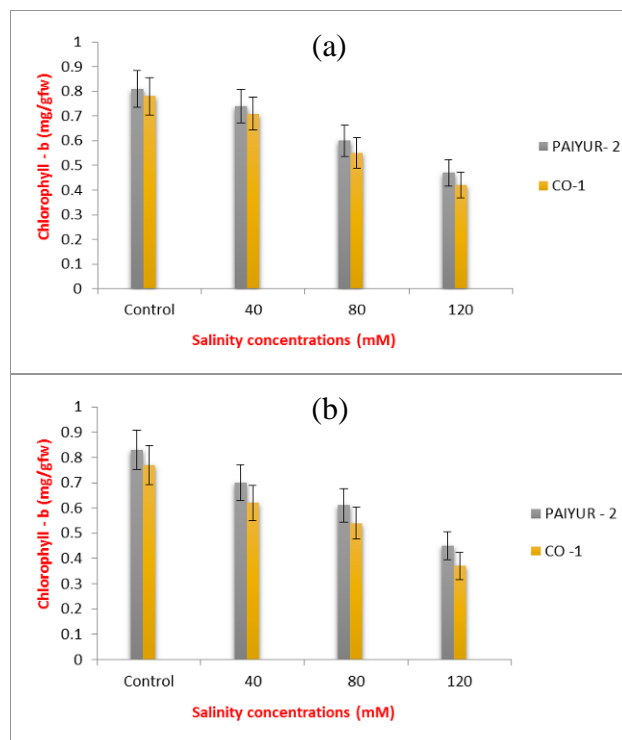 (a)
Chlorophyll - b (mg/gfw)
1
0.9
0.8
0.7
0.6
0.5
0.4
0.3
0.2
0.1
0
Control 40 80 120
Salinity concentrations (mM)
PAIYUR- 2
CO-1
(b)
Chlorophyll - b (mg/gfw)
1
0.9
0.8
0.7
0.6
0.5
0.4
0.3
0.2
0.1
0
Control 40 80 120
Salinity concentrations (mM)
PAIYUR - 2
CO -1